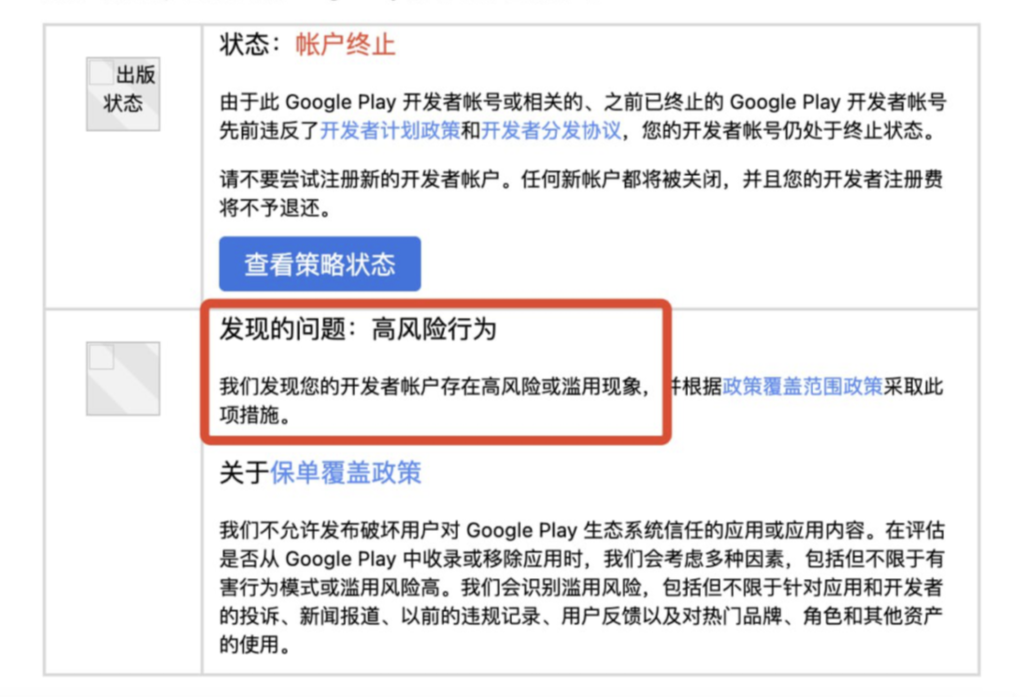 状态：帐户终止
出版
状态
由于此 Google Play 开发者帐号或相关的、之前已终止的 Google Play 开发者帐号
先前违反了开发者计划政策和开发者分发协议，您的开发者帐号仍处于终止状态。
请不要尝试注册新的开发者帐户。任何新帐户都将被关闭，并且您的开发者注册费
将不予退还。
查看策略状态
发现的问题：高风险行为
我们发现您的开发者帐户存在高风险或滥用现象，并根据政策覆盖范围政策采取此
项措施。
关于保单覆盖政策
我们不允许发布破坏用户对 Google Play 生态系统信任的应用或应用内容。在评估
是否从 Google Play 中收录或移除应用时，我们会考虑多种因素，包括但不限于有
害行为模式或滥用风险高。我们会识别滥用风险，包括但不限于针对应用和开发者
的投诉、新闻报道、以前的违规记录、用户反馈以及对热门品牌、角色和其他资产
的使用。